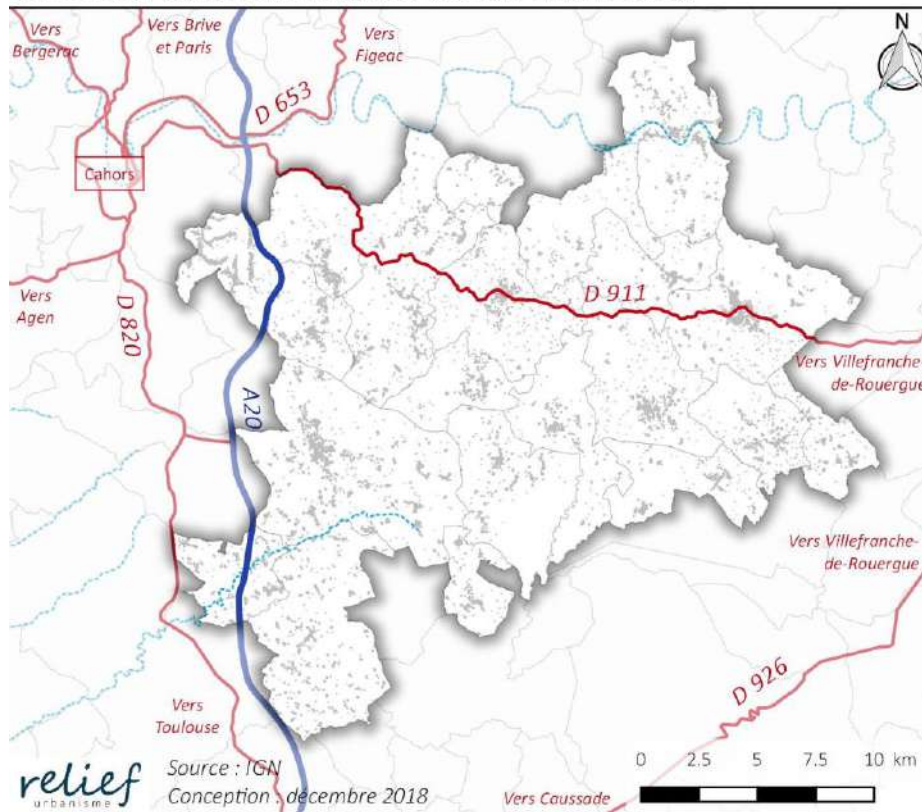 Vers
Bergerac
Vers Brive
et Paris
Vers
Figeac
N
D 653
Cahors
Vers
Agen
D 820
A20
D 911
Vers Villefranche-
de-Rouergue
Vers Villefranche-
de-Rouergue
D 926
Vers
Toulouse
Vers Caussade
0 2.5 5 7.5 10 km
relief
urbanisme
Source : IGN
Conception : décembre 2018